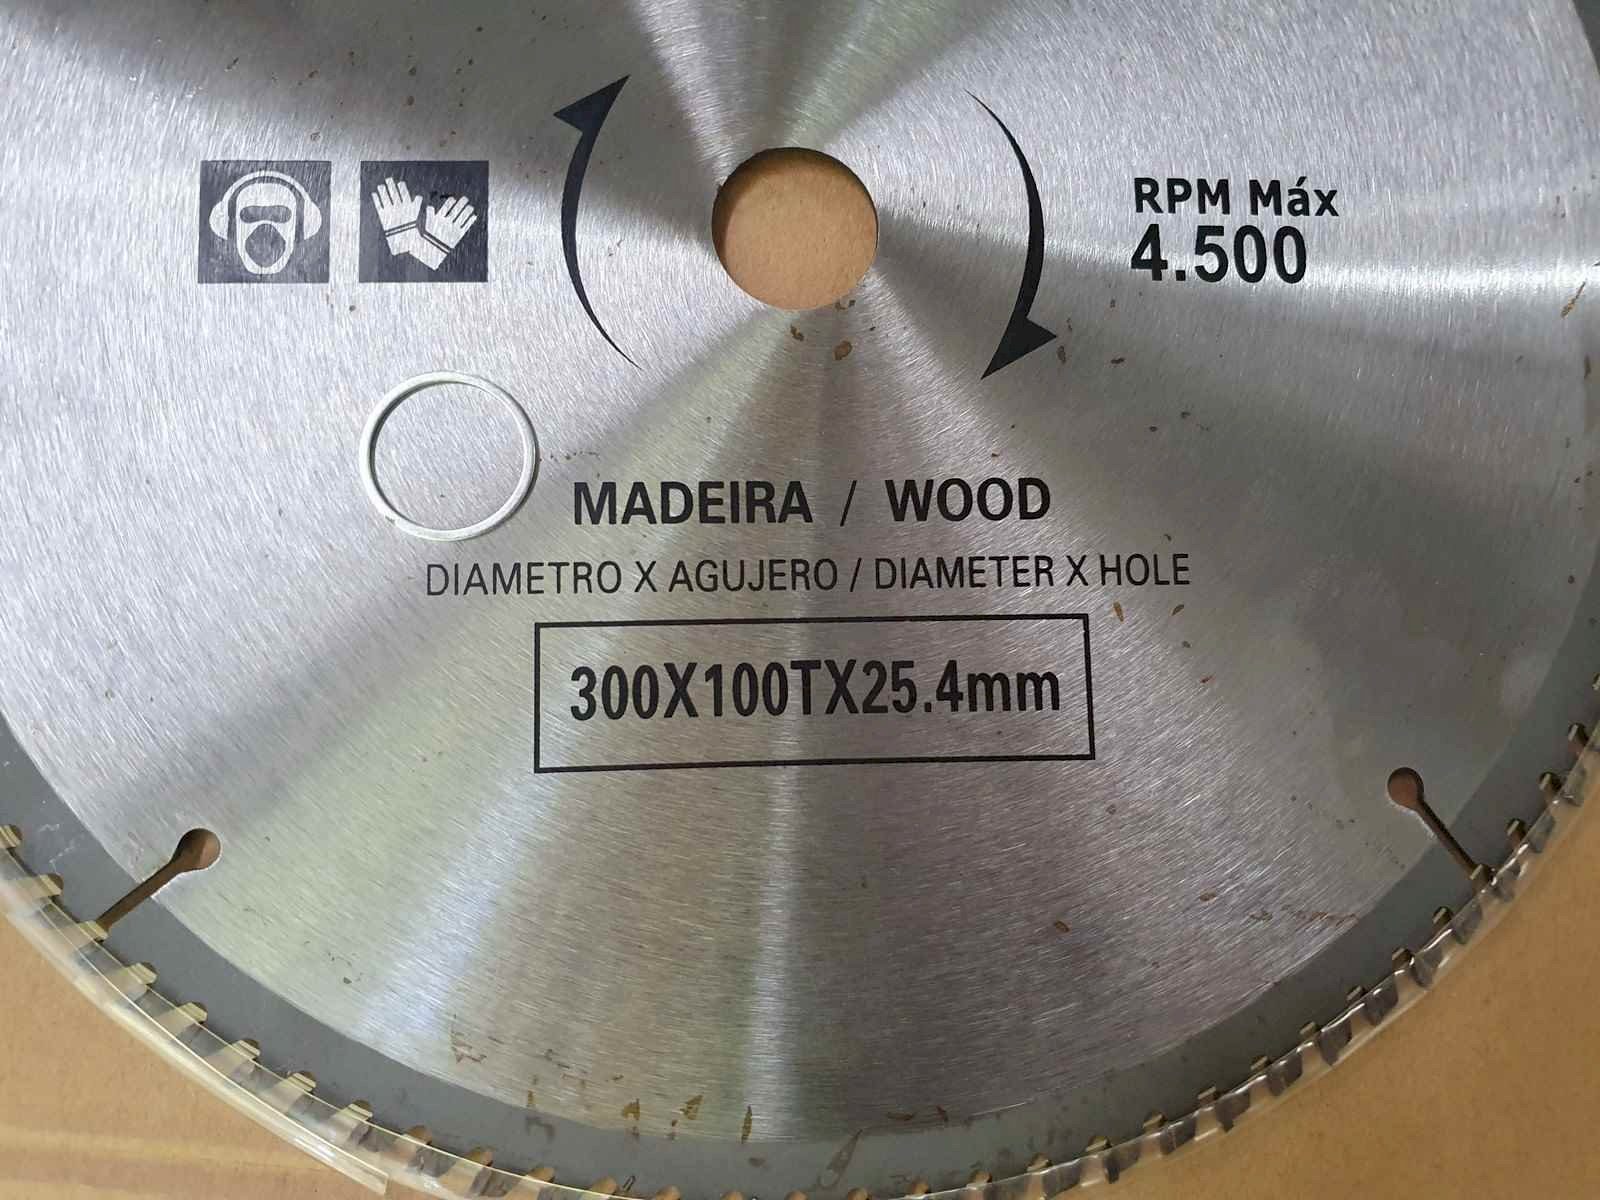 RPM Máx
4.500
MADEIRA / WOOD
DIAMETRO X AGUJERO / DIAMETER X HOLE
300X100TX25.4mm